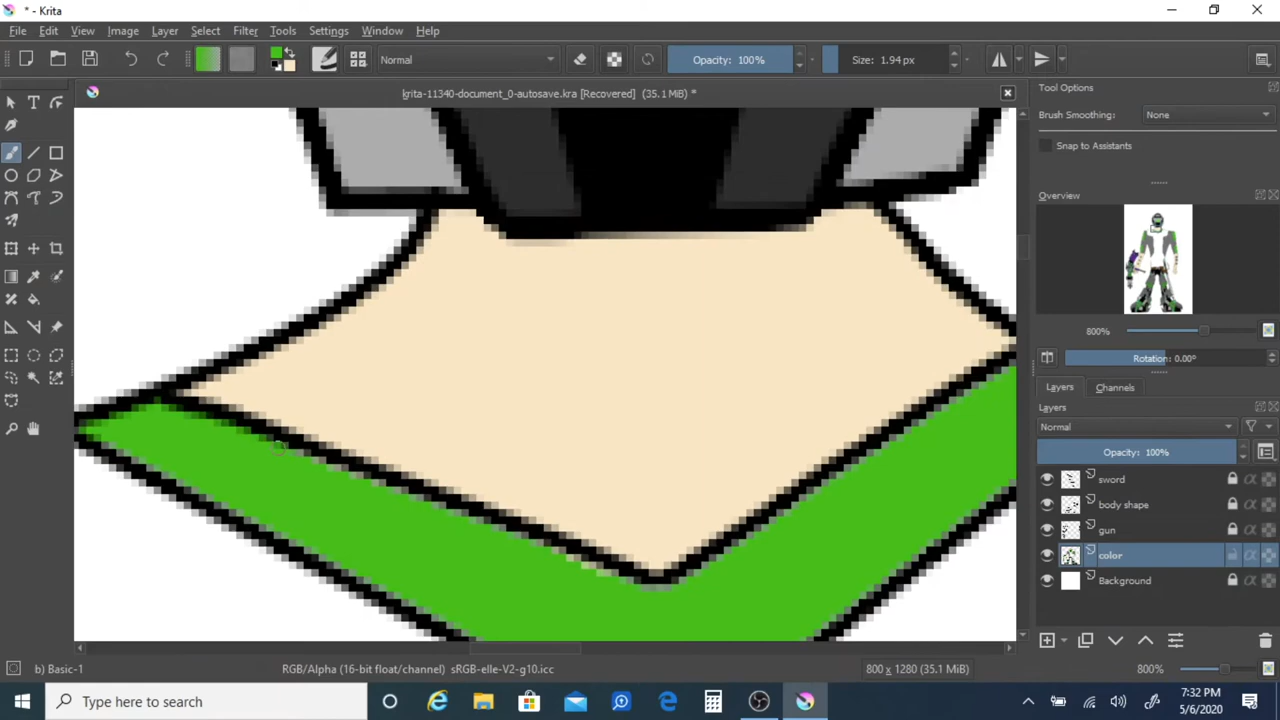 * - Krita
File Edit View Image Layer Select Filter Tools Settings Window Help
Normal
Opacity: 100%
Size: 1.94 px
krita-11340-document_0-autosave.kra [Recovered] (35.1 MiB) *
Tool Options
Brush Smoothing: None
Snap to Assistants
Overview
800%
Rotation: 0.00°
Layers Channels
Layers
Normal
Opacity: 100%
sword
body shape
gun
color
Background
b) Basic-1
RGB/Alpha (16-bit float/channel) sRGB-elle-V2-g10.icc
800 x 1280 (35.1 MiB)
800%
Type here to search
7:32 PM
5/6/2020